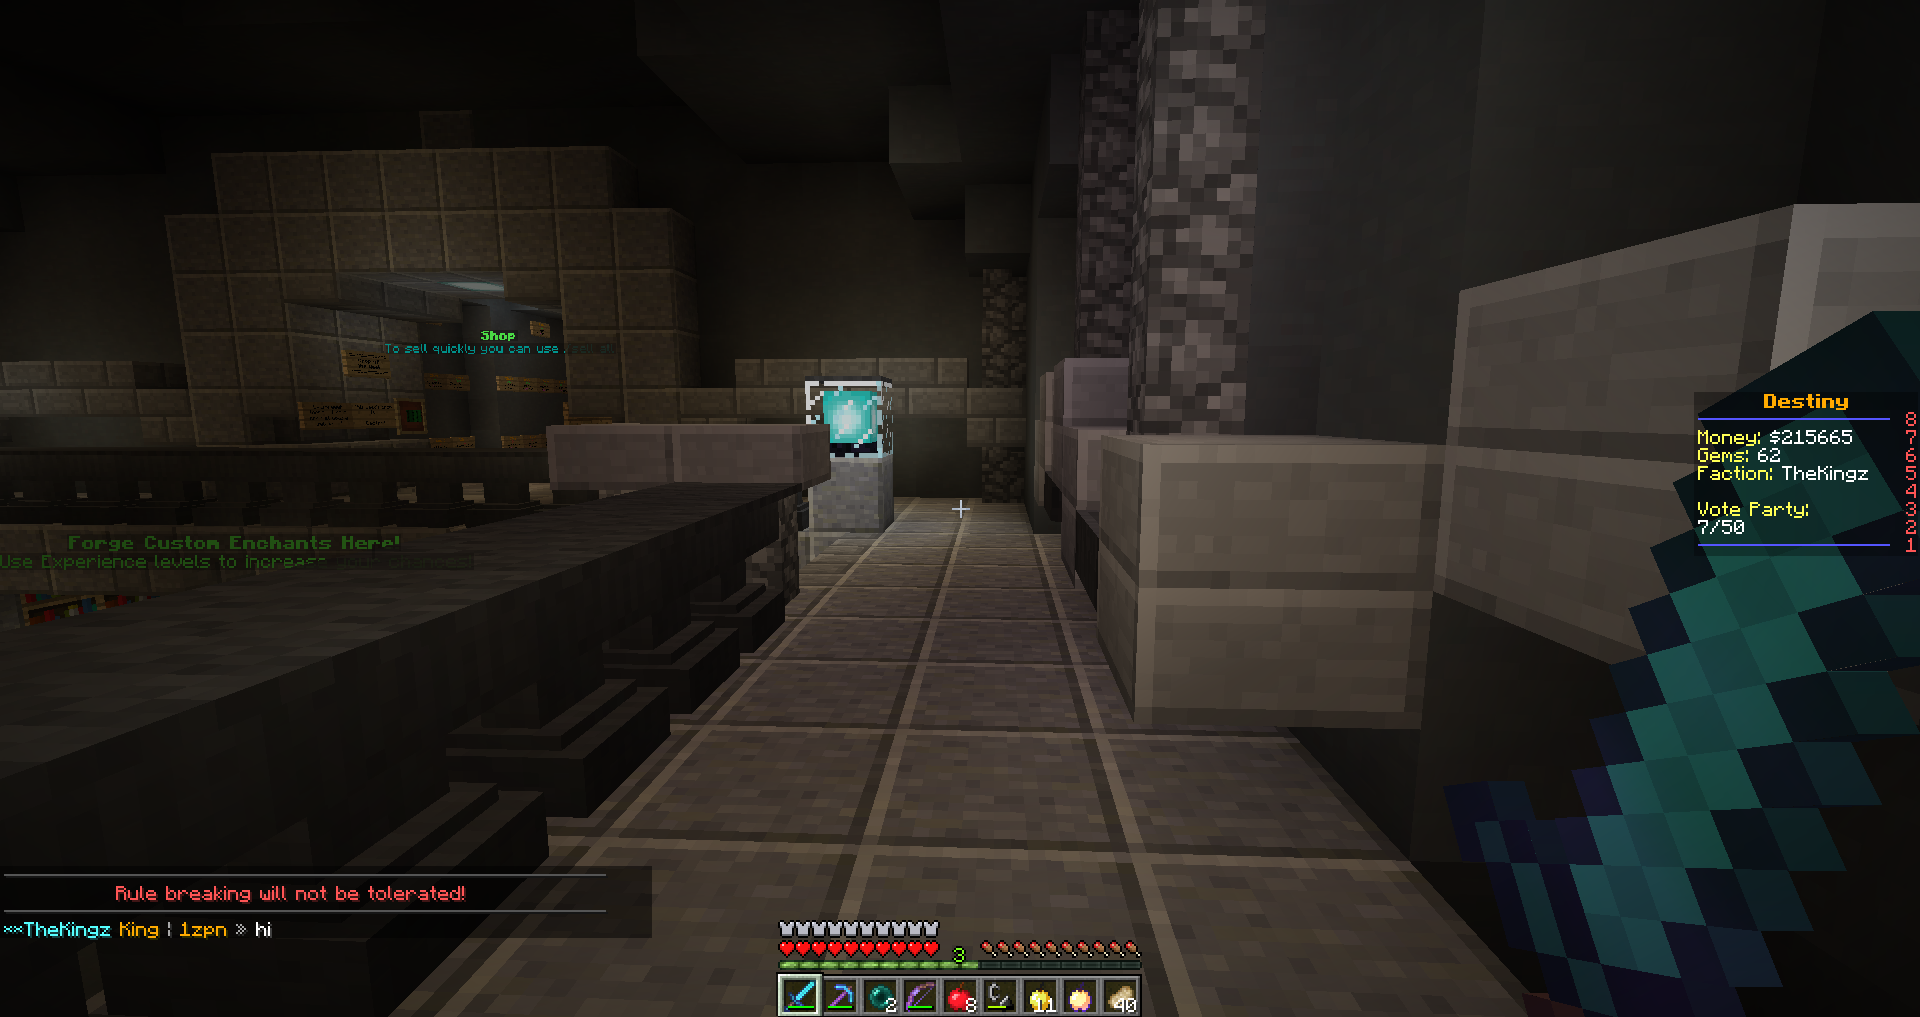 Shop
To sell quickly you can use
Forge Custom Enchants Here!
Use Experience levels to increase your chances!
Destiny
8
Money: $215665 7
Gems: 62 6
Faction: TheKingz 5
4
Vote Party: 3
7/50 2
1
Rule breaking will not be tolerated!
××TheKingz King ¦ 1zpn » hi
3
2
8
11
40